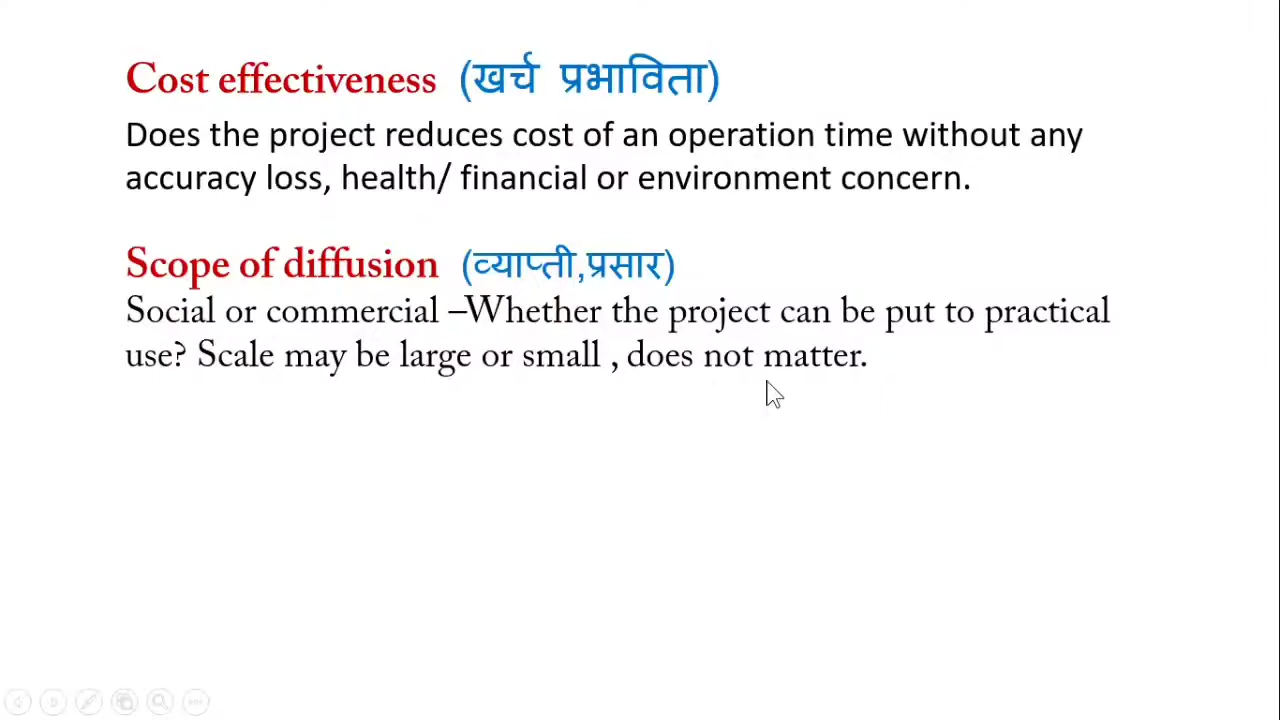 Cost effectiveness (खर्च प्रभाविता)
Does the project reduces cost of an operation time without any
accuracy loss, health/ financial or environment concern.
Scope of diffusion (व्याप्ती,प्रसार)
Social or commercial –Whether the project can be put to practical
use? Scale may be large or small , does not matter.